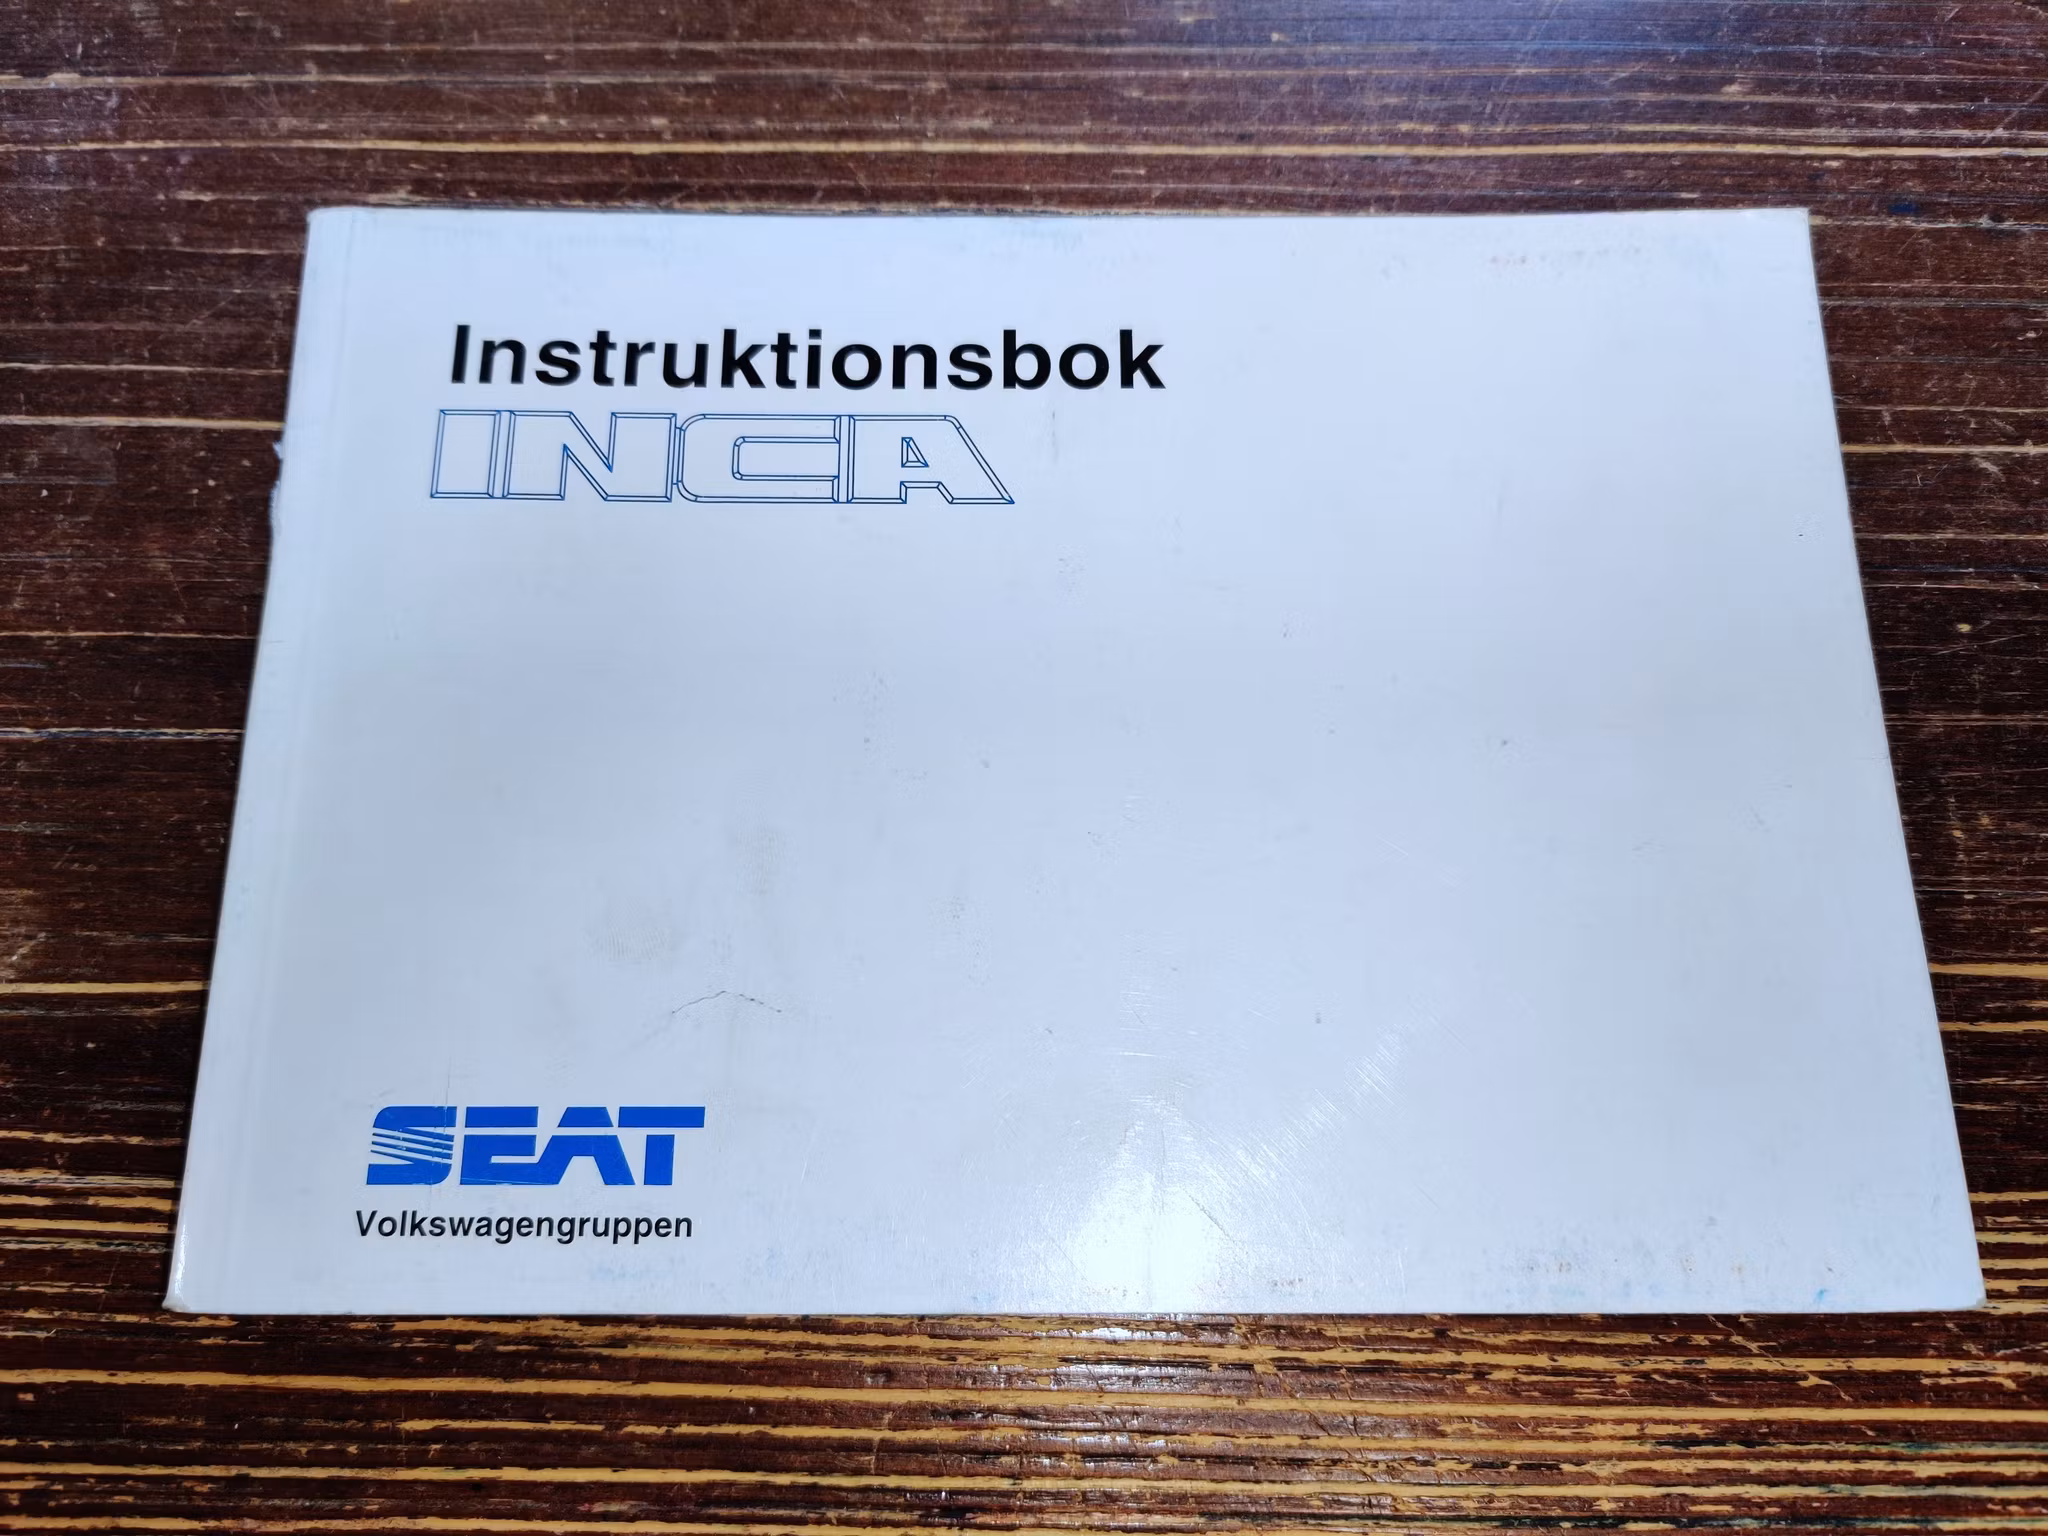 Instruktionsbok
INCA
SEAT
Volkswagengruppen